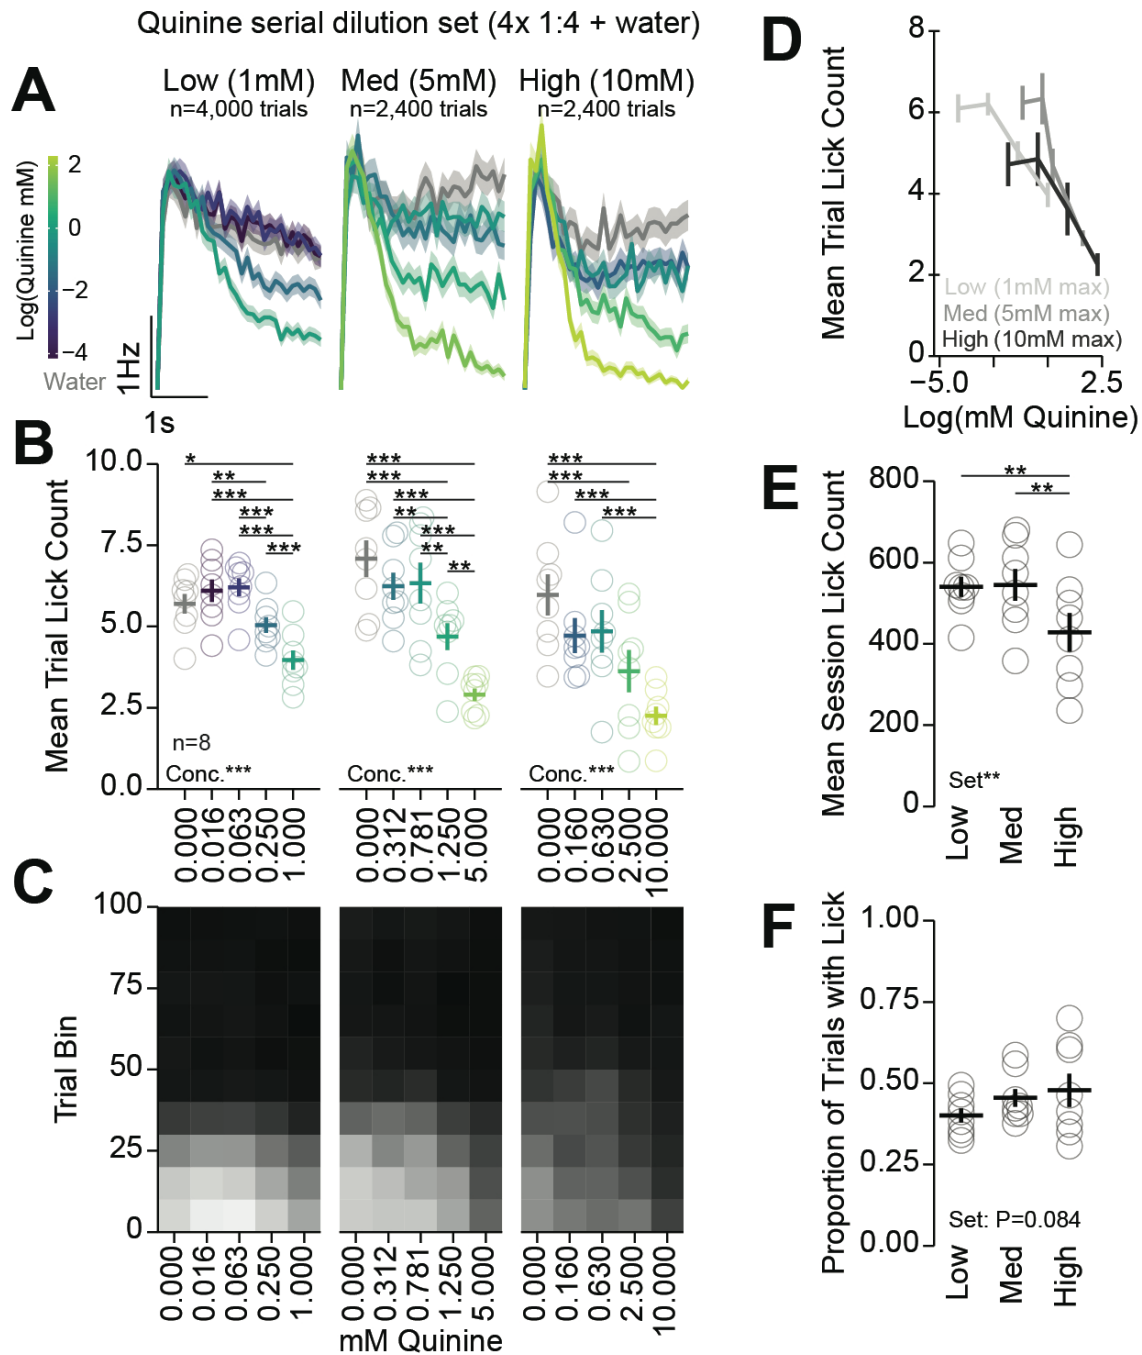 Quinine serial dilution set (4x 1:4 + water)
A
Low (1mM)
n=4,000 trials
Med (5mM)
n=2,400 trials
High (10mM)
n=2,400 trials
Log(Quinine mM)
2
0
−2
−4
Water
1Hz
1s
B
Mean Trial Lick Count
10.0
7.5
5.0
2.5
0.0
*
**
***
***
***
***
n=8
Conc.***
***
***
***
**
***
**
**
Conc.***
***
***
***
***
Conc.***
0.000
0.016
0.063
0.250
1.000
0.000
0.312
0.781
1.250
5.000
0.000
0.160
0.630
2.500
10.000
C
Trial Bin
100
75
50
25
0
0.000
0.016
0.063
0.250
1.000
0.000
0.312
0.781
1.250
5.000
0.000
0.160
0.630
2.500
10.000
mM Quinine
D
Mean Trial Lick Count
8
6
4
2
0
Low (1mM max)
Med (5mM max)
High (10mM max)
−5.0
2.5
Log(mM Quinine)
E
Mean Session Lick Count
800
600
400
200
0
**
**
Set**
Low
Med
High
F
Proportion of Trials with Lick
1.00
0.75
0.50
0.25
0.00
Set: P=0.084
Low
Med
High